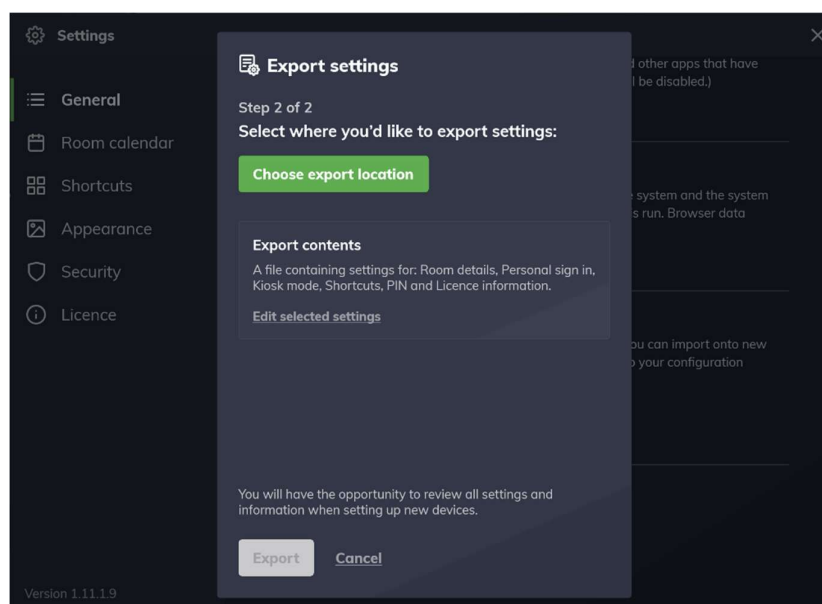 Settings
General
Room calendar
Shortcuts
Appearance
Security
Licence
Version 1.11.1.9
Export settings
Step 2 of 2
Select where you'd like to export settings:
Choose export location
Export contents
A file containing settings for: Room details, Personal sign in,
Kiosk mode, Shortcuts, PIN and Licence information.
Edit selected settings
You will have the opportunity to review all settings and
information when setting up new devices.
Export Cancel
other apps that have
be disabled.)
system and the system
run. Browser data
can import onto new
your configuration